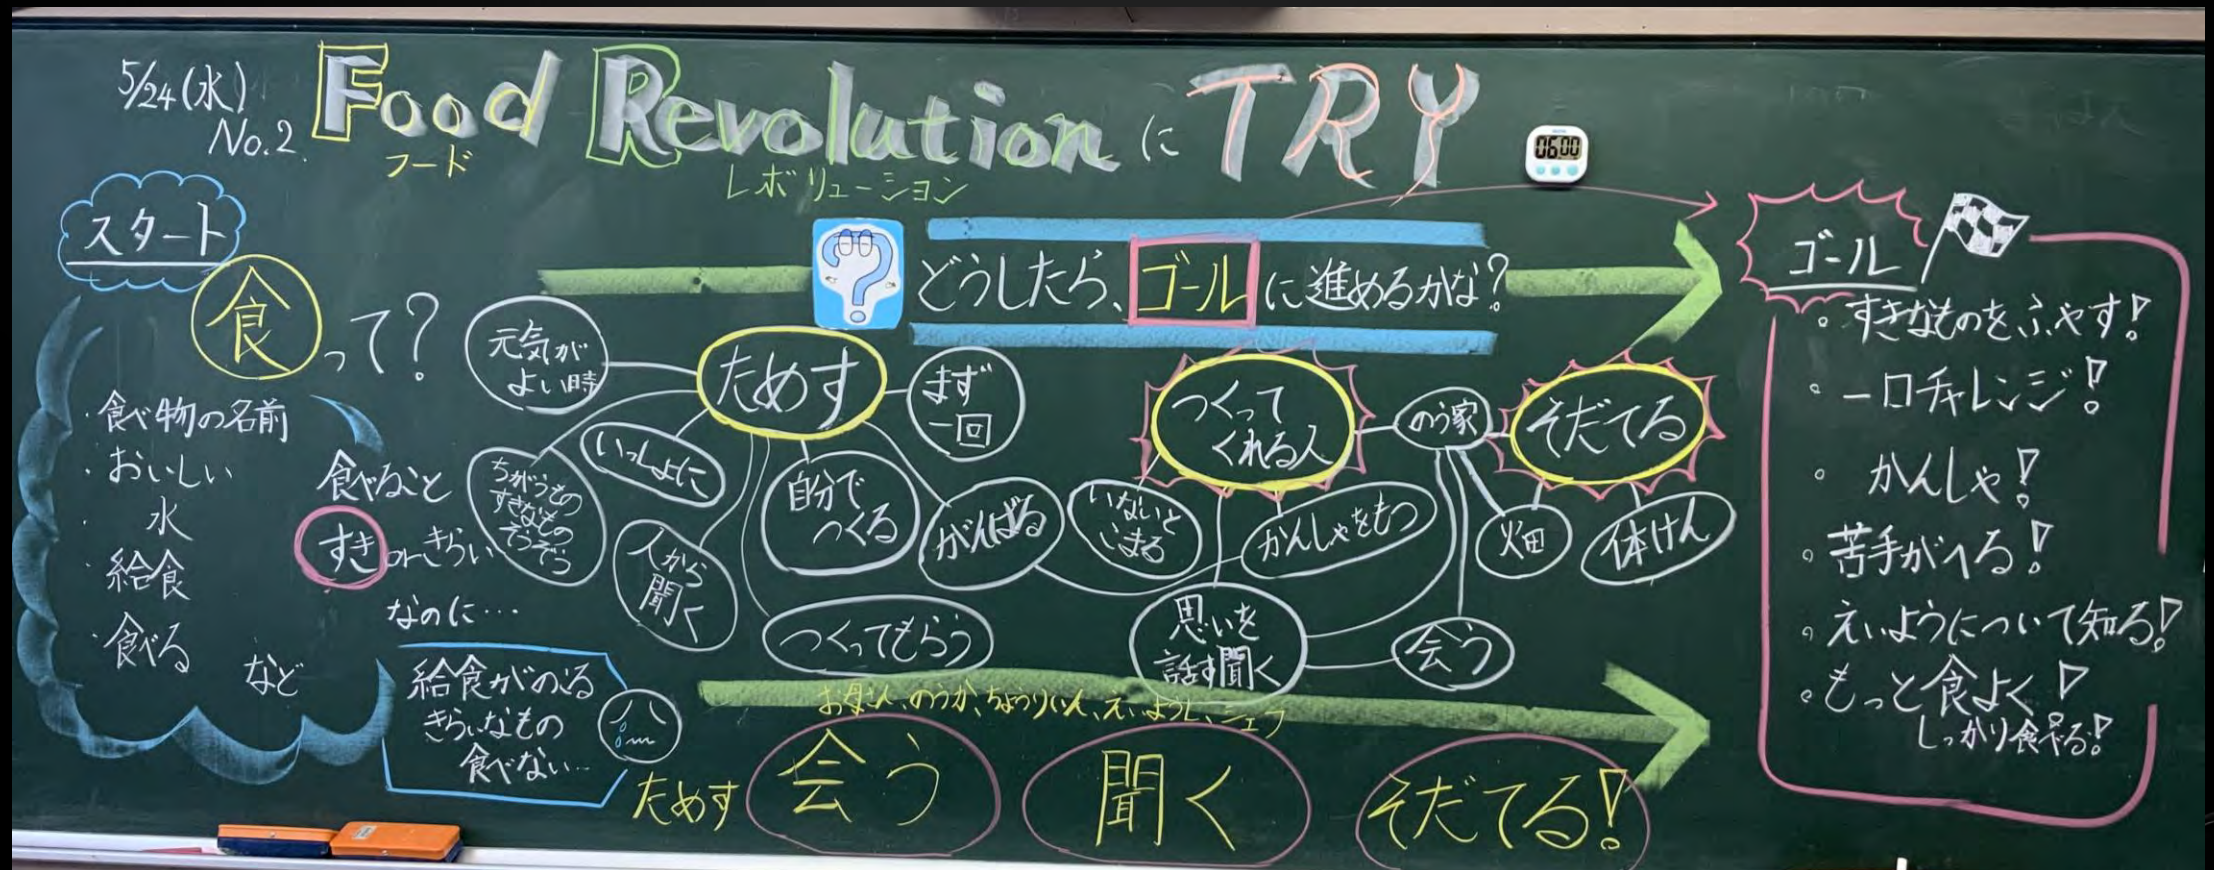 5/24(水)
No.2.
Food Revolution に TRY
フード
レボリューション
06:00
スタート
食って?
・食べ物の名前
・おいしい
・水
・給食
・食べる
など
食べること
すき or きらい
なのに…
給食がのこる
きらいなもの
食べない…
どうしたら、ゴールに進めるかな?
ためす
元気が
よい時
まず
一回
いっしょに
ちがうもの
すきなもの
そうぞう
人から
聞く
自分で
つくる
がんばる
つくってもらう
つくって
くれる人
いないと
こまる
かんしゃをもつ
思いを
話す聞く
のう家
会う
そだてる
畑
体けん
お母さん、のうか、ちょうりいん、えいようし、シェフ
ためす 会う 聞く そだてる!
ゴール
。すきなものをふやす!
。一口チャレンジ!
。かんしゃ!
。苦手がへる!
。えいようについて知る!
。もっと食よく!
しっかり食べる!